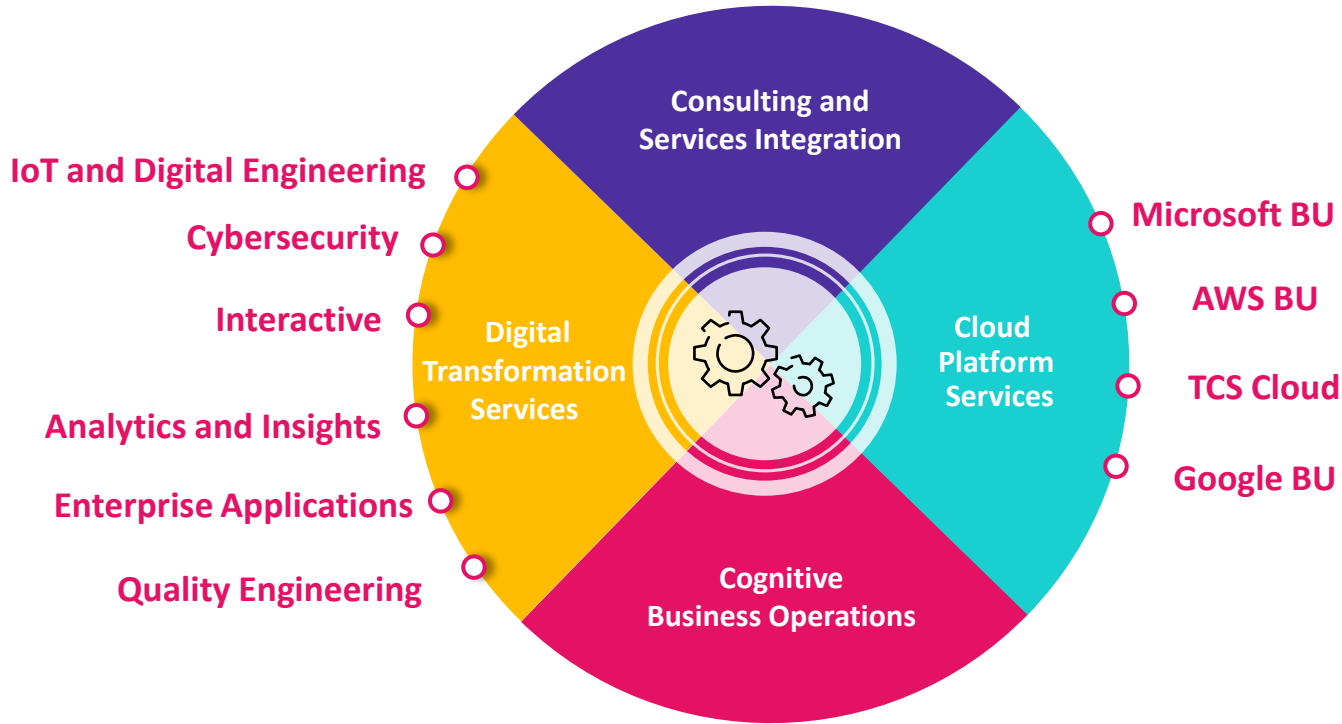 Consulting and
Services Integration
IoT and Digital Engineering
Cybersecurity
Interactive
Analytics and Insights
Enterprise Applications
Quality Engineering
Digital
Transformation
Services
Cloud
Platform
Services
Microsoft BU
AWS BU
TCS Cloud
Google BU
Cognitive
Business Operations